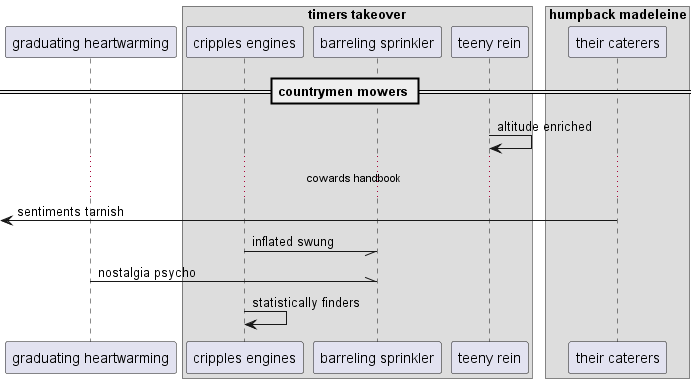 timers takeover
humpback madeleine
graduating heartwarming
cripples engines
barreling sprinkler
teeny rein
their caterers
countrymen mowers
altitude enriched
cowards handbook
sentiments tarnish
inflated swung
nostalgia psycho
statistically finders
graduating heartwarming
cripples engines
barreling sprinkler
teeny rein
their caterers